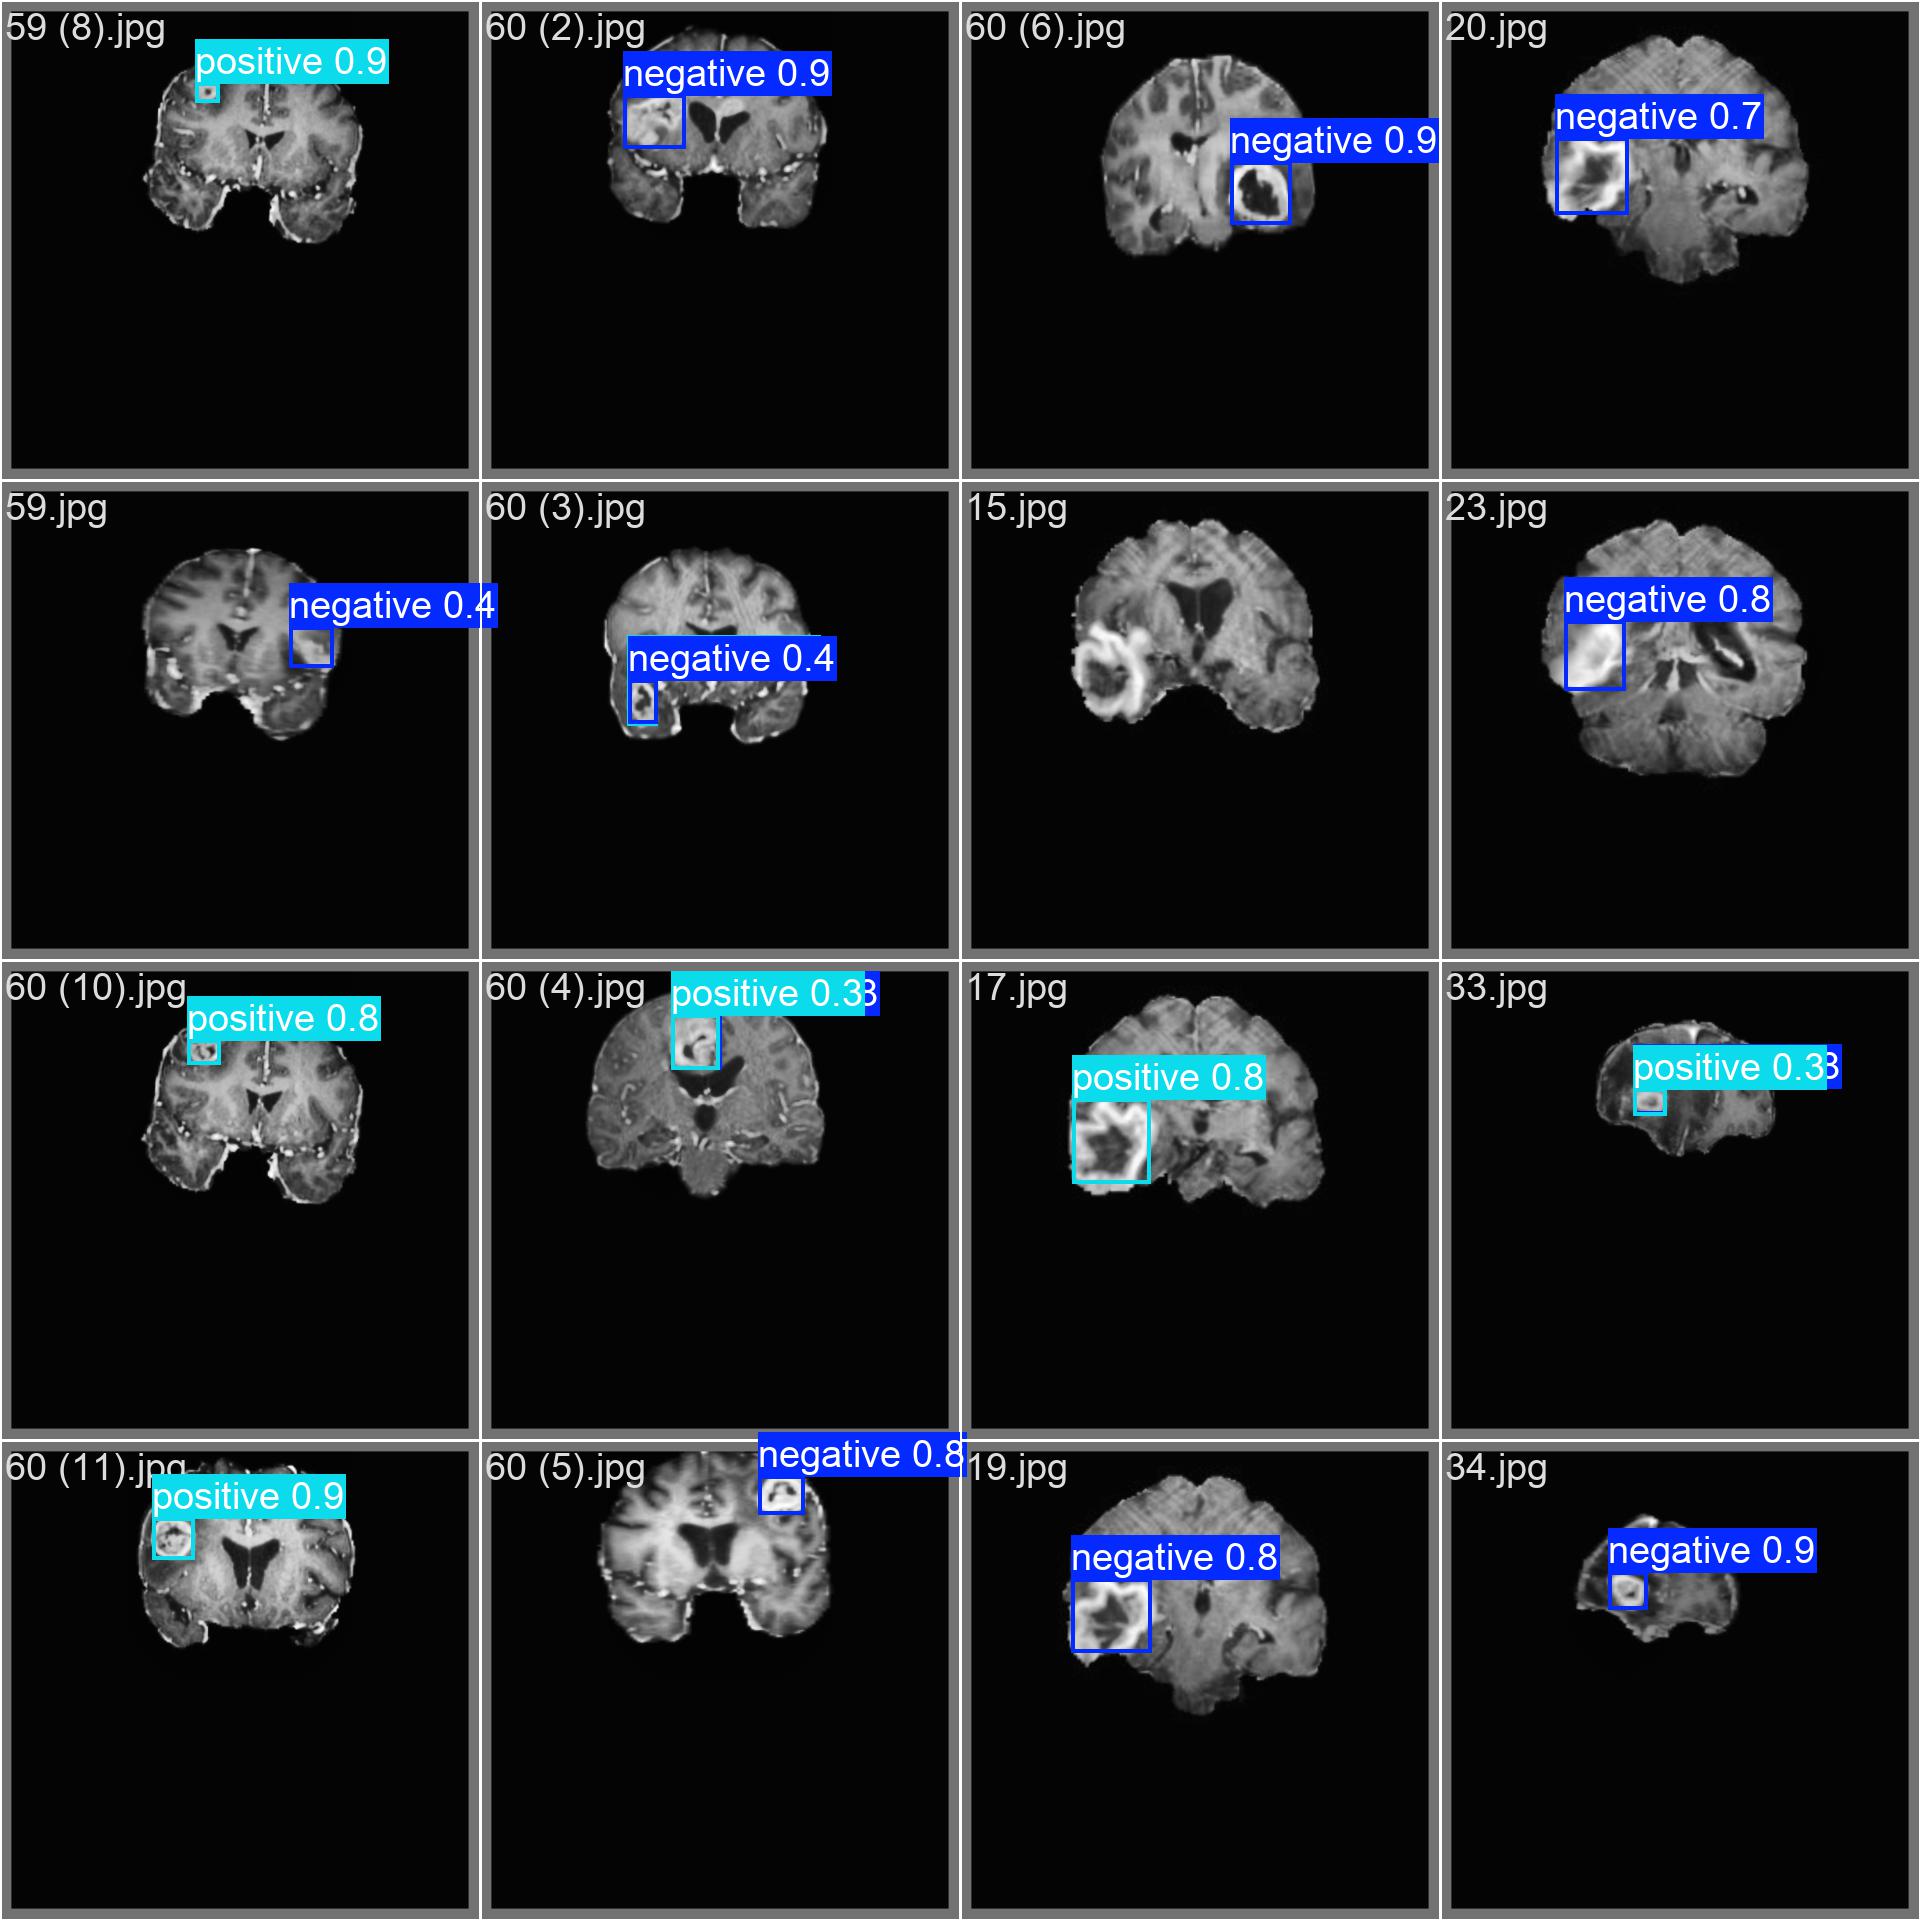 59 (8).jpg
positive 0.9
60 (2).jpg
negative 0.9
60 (6).jpg
negative 0.9
20.jpg
negative 0.7
59.jpg
negative 0.4
60 (3).jpg
negative 0.4
15.jpg
23.jpg
negative 0.8
60 (10).jpg
positive 0.8
60 (4).jpg
positive 0.3
17.jpg
positive 0.8
33.jpg
positive 0.3
60 (11).jpg
positive 0.9
60 (5).jpg
negative 0.8
19.jpg
negative 0.8
34.jpg
negative 0.9